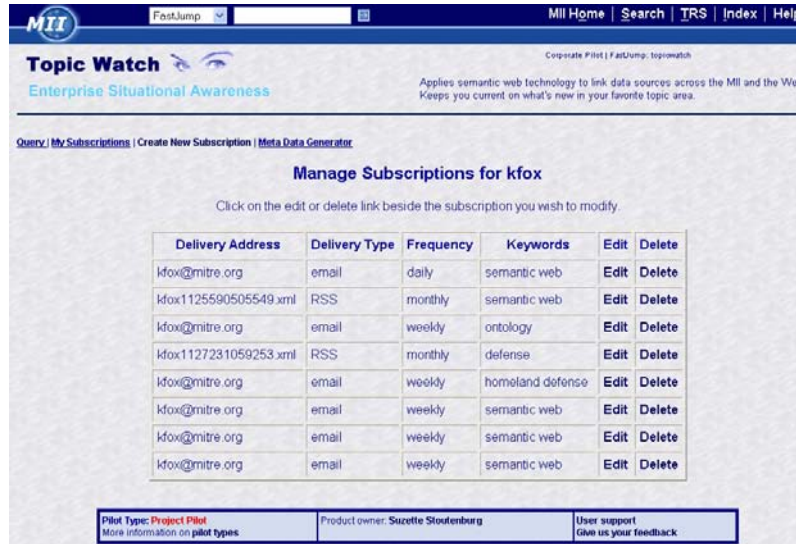 MII FastJump MII Home | Search | TRS | Index | Help
Topic Watch
Corporate Pilot | FastJump: topicwatch
Enterprise Situational Awareness
Applies semantic web technology to link data sources across the MII and the We
Keeps you current on what's new in your favorite topic area.
Query | My Subscriptions | Create New Subscription | Meta Data Generator
Manage Subscriptions for kfox
Click on the edit or delete link beside the subscription you wish to modify.
Delivery Address Delivery Type Frequency Keywords Edit Delete
kfox@mitre.org email daily semantic web Edit Delete
kfox1125590505549.xml RSS monthly semantic web Edit Delete
kfox@mitre.org email weekly ontology Edit Delete
kfox1127231059253.xml RSS monthly defense Edit Delete
kfox@mitre.org email weekly homeland defense Edit Delete
kfox@mitre.org email weekly semantic web Edit Delete
kfox@mitre.org email weekly semantic web Edit Delete
kfox@mitre.org email weekly semantic web Edit Delete
Pilot Type: Project Pilot Product owner: Suzette Stoutenburg User support
More information on pilot types Give us your feedback